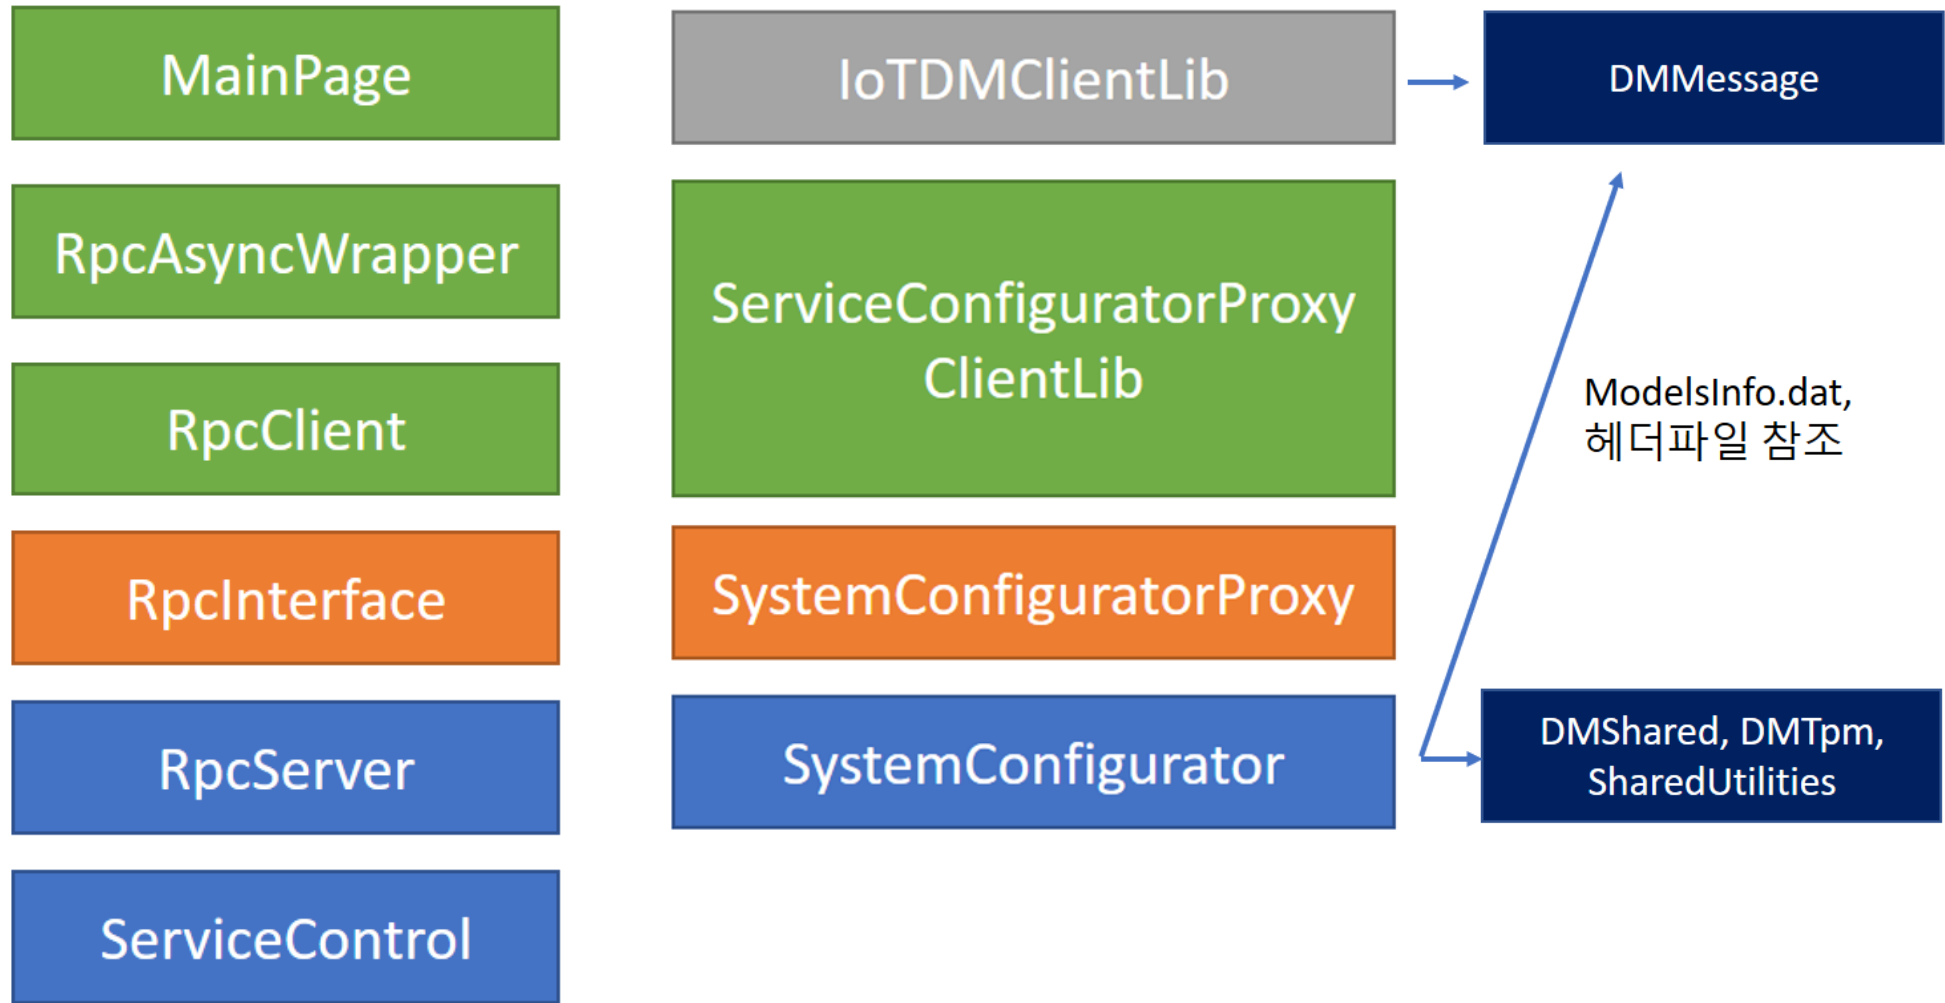 MainPage
RpcAsyncWrapper
RpcClient
RpcInterface
RpcServer
ServiceControl
IoTDMClientLib
ServiceConfiguratorProxy
ClientLib
SystemConfiguratorProxy
SystemConfigurator
DMMessage
ModelsInfo.dat,
헤더파일 참조
DMShared, DMTpm,
SharedUtilities